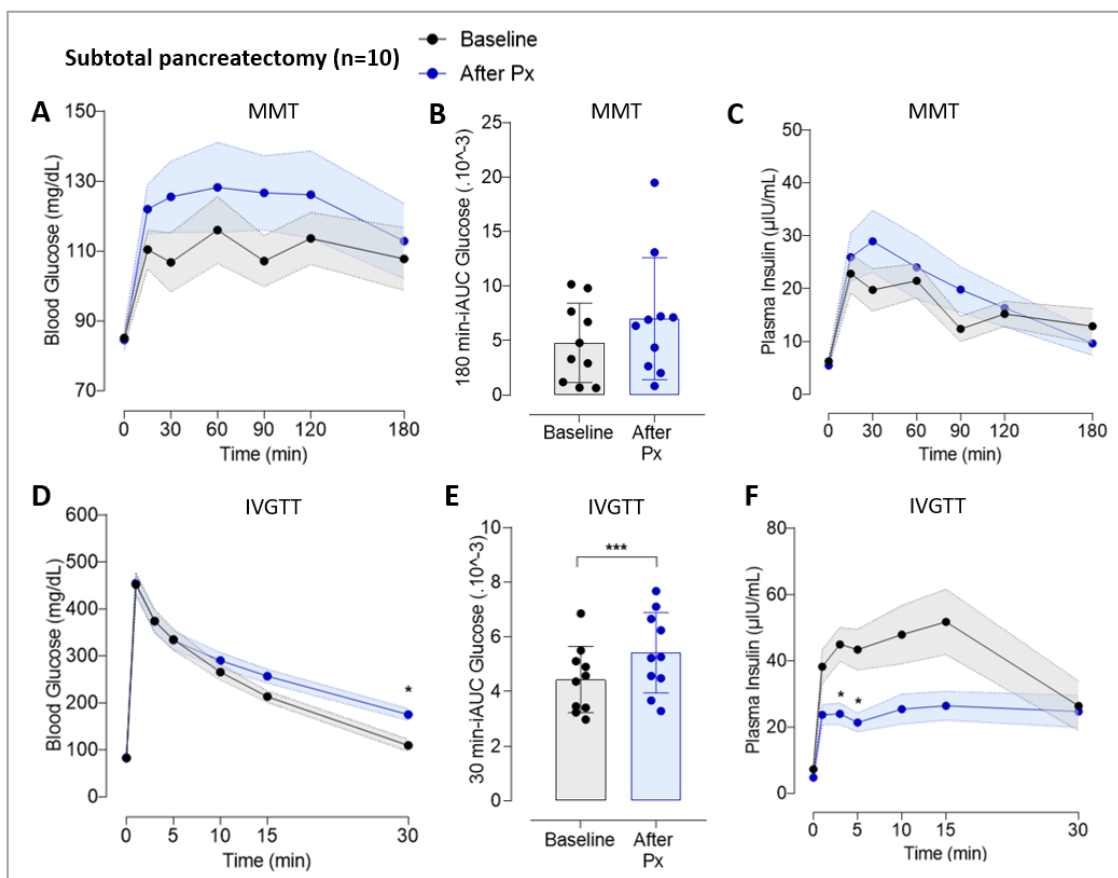 Subtotal pancreatectomy (n=10)
Baseline
After Px
A
MMT
Blood Glucose (mg/dL)
150
130
110
90
70
0 30 60 90 120 180
Time (min)
B
MMT
180 min-iAUC Glucose (.10^-3)
25
20
15
10
5
0
Baseline After
Px
C
MMT
Plasma Insulin (µIU/mL)
50
40
30
20
10
0
0 30 60 90 120 180
Time (min)
D
IVGTT
Blood Glucose (mg/dL)
600
500
400
300
200
100
0
*
0 5 10 15 30
Time (min)
E
IVGTT
30 min-iAUC Glucose (.10^-3)
10
8
6
4
2
0
***
Baseline After
Px
F
IVGTT
Plasma Insulin (µIU/mL)
80
60
40
20
0
* *
0 5 10 15 30
Time (min)